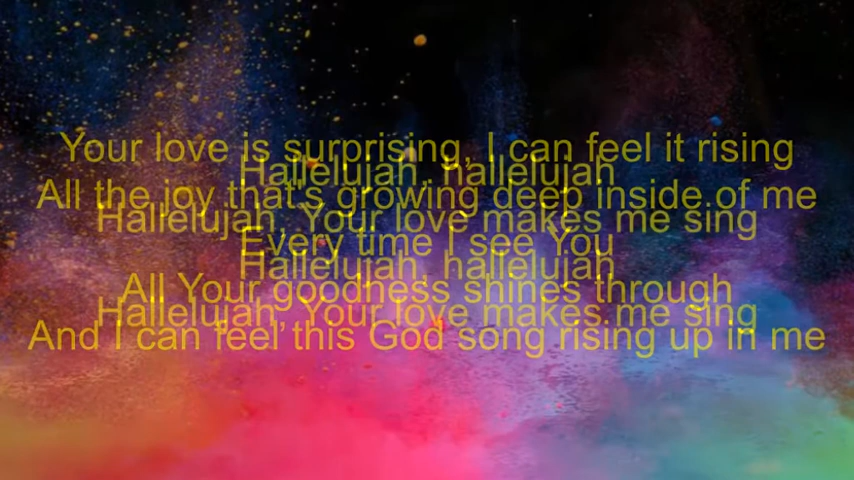 Your love is surprising, I can feel it rising
Hallelujah, hallelujah
All the joy that's growing deep inside of me
Hallelujah, Your love makes me sing
Every time I see You
Hallelujah, hallelujah
All Your goodness shines through
Hallelujah, Your love makes me sing
And I can feel this God song rising up in me